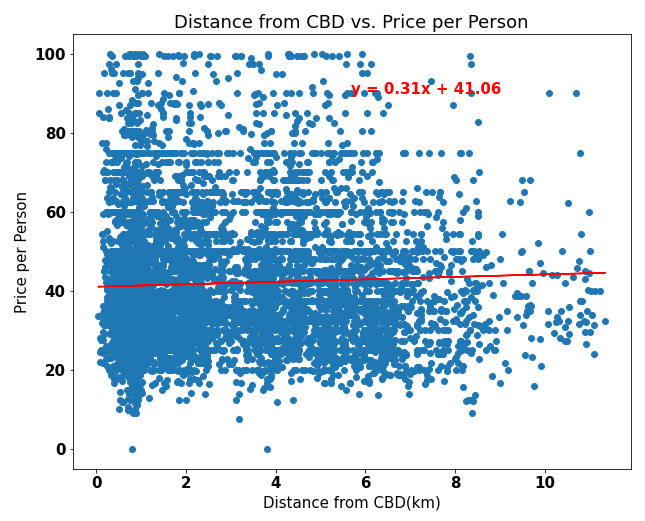 Distance from CBD vs. Price per Person
100
80
60
40
20
0
Price per Person
y = 0.31x + 41.06
0 2 4 6 8 10
Distance from CBD(km)